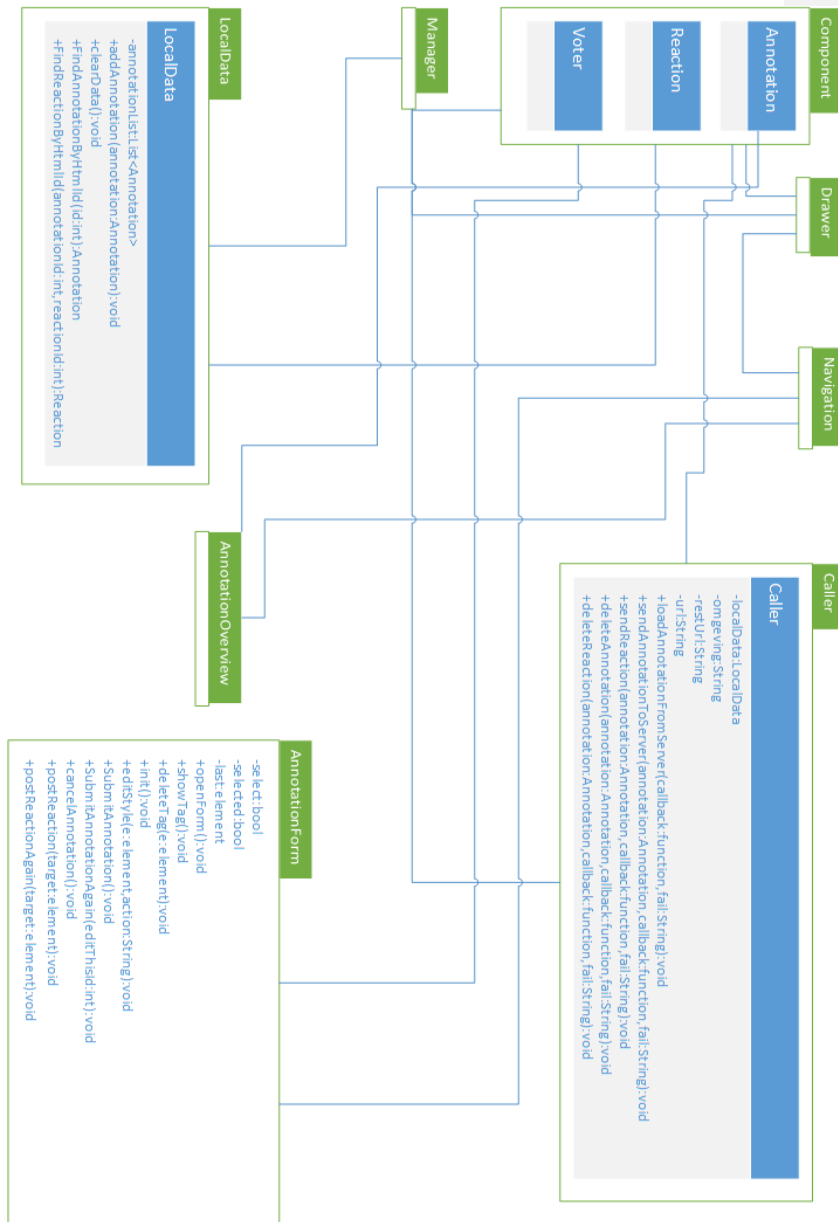 Component
Annotation
Reaction
Voter
Drawer
Navigation
Manager
LocalData
LocalData
-annotationList:List<Annotation>
+addAnnotation(annotation:Annotation):void
+clearData():void
+FindAnnotationByHtmlId(id:int):Annotation
+FindReactionByHtmlId(annotationId:int,reactionId:int):Reaction
Caller
Caller
-localData:LocalData
-omgeving:String
-restUrl:String
-url:String
+loadAnnotationFromServer(callback:function,fail:String):void
+sendAnnotationToServer(annotation:Annotation,callback:function,fail:String):void
+sendReaction(annotation:Annotation,callback:function,fail:String):void
+deleteAnnotation(annotation:Annotation,callback:function,fail:String):void
+deleteReaction(annotation:Annotation,callback:function,fail:String):void
AnnotationOverview
AnnotationForm
-select:bool
-selected:bool
-last:element
+openForm():void
+showTag():void
+deleteTag(e:element):void
+init():void
+editStyle(e:element,action:String):void
+SubmitAnnotation():void
+SubmitAnnotationAgain(editThisId:int):void
+cancelAnnotation():void
+postReaction(target:element):void
+postReactionAgain(target:element):void